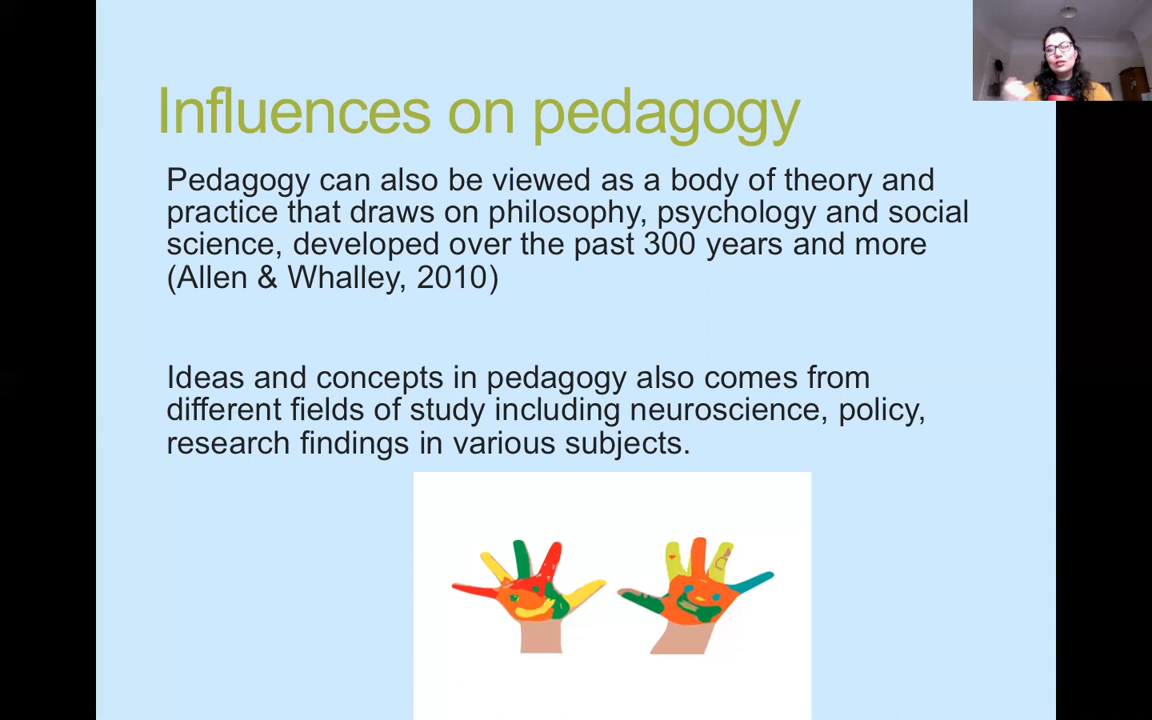 Influences on pedagogy
Pedagogy can also be viewed as a body of theory and
practice that draws on philosophy, psychology and social
science, developed over the past 300 years and more
(Allen & Whalley, 2010)
Ideas and concepts in pedagogy also comes from
different fields of study including neuroscience, policy,
research findings in various subjects.